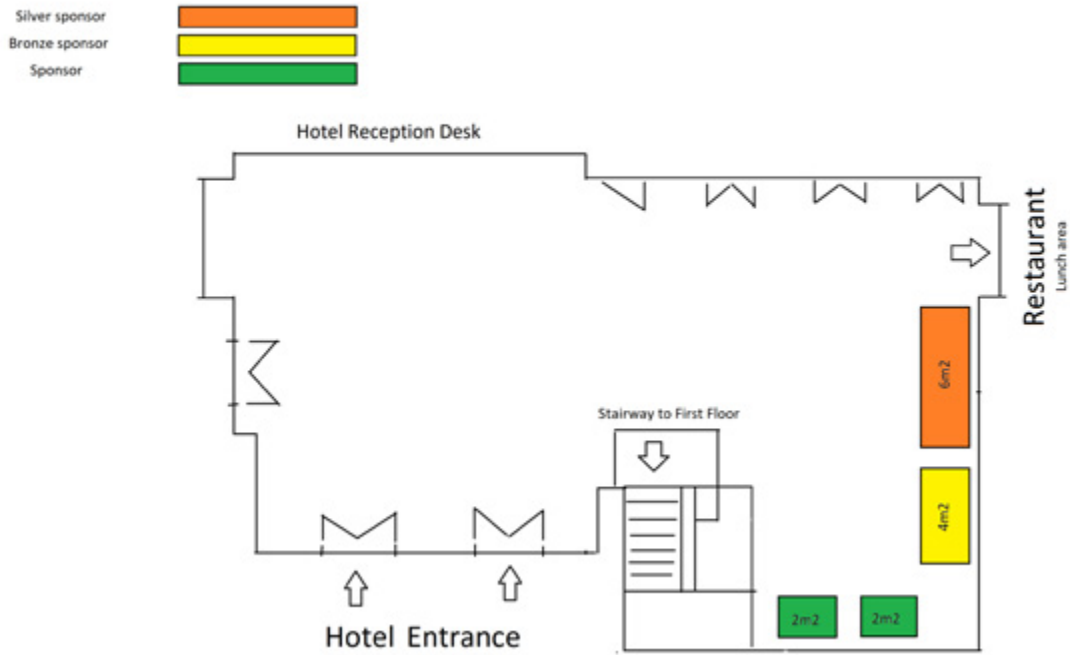 Silver sponsor
Bronze sponsor
Sponsor
Hotel Reception Desk
Restaurant
Lunch area
6m2
Stairway to First Floor
4m2
2m2
2m2
Hotel Entrance